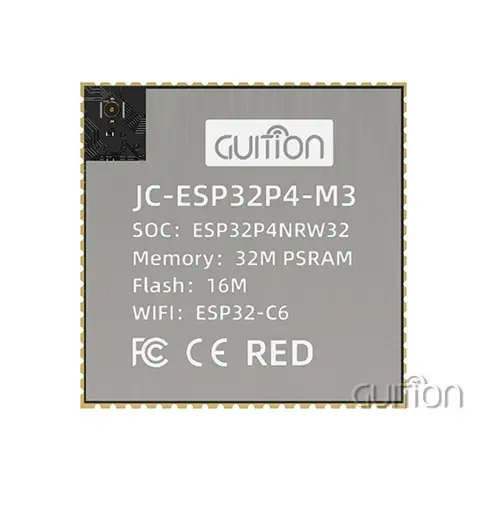 GUITION
JC-ESP32P4-M3
SOC: ESP32P4NRW32
Memory: 32M PSRAM
Flash: 16M
WIFI: ESP32-C6
FC CE RED
GUITION